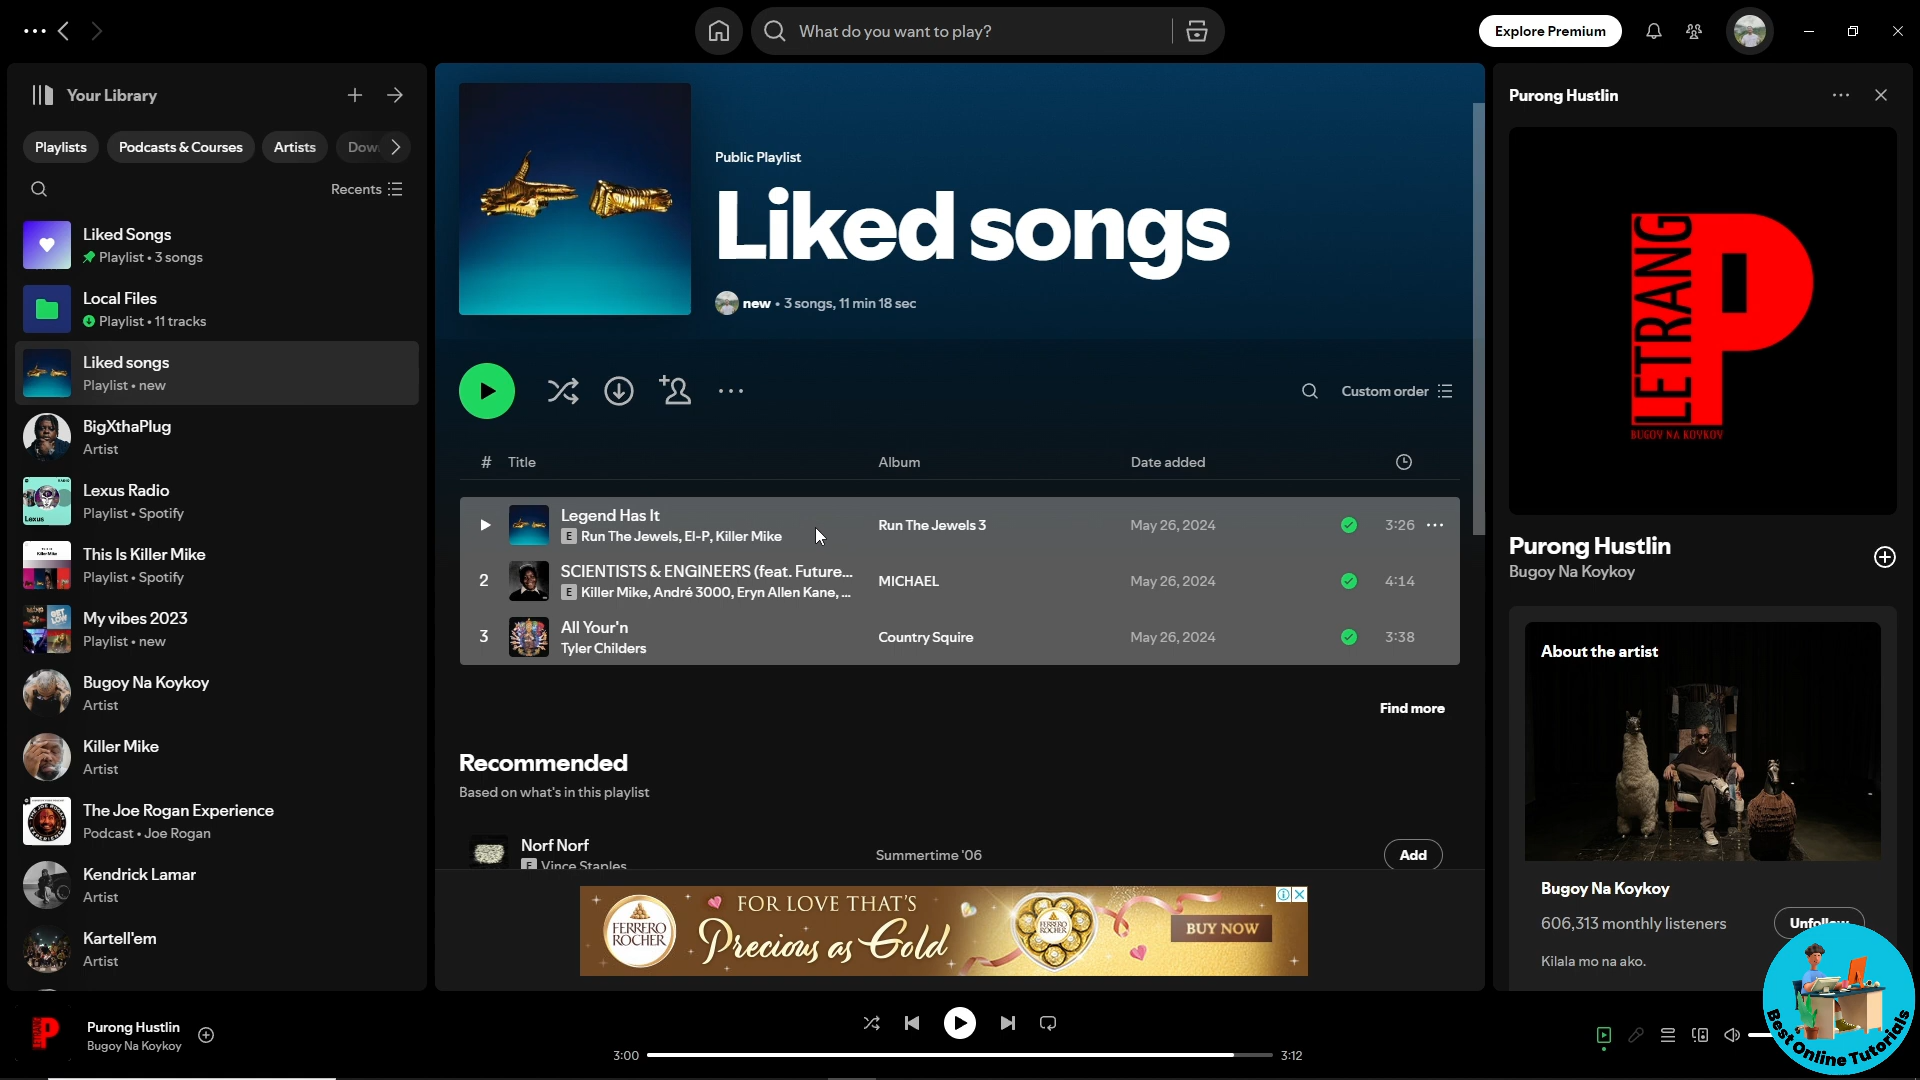 What do you want to play?
Explore Premium
Your Library
Playlists
Podcasts & Courses
Artists
Dow
Recents
Liked Songs
Playlist • 3 songs
Local Files
Playlist • 11 tracks
Liked songs
Playlist • new
BigXthaPlug
Artist
Lexus Radio
Playlist • Spotify
This Is Killer Mike
Playlist • Spotify
My vibes 2023
Playlist • new
Bugoy Na Koykoy
Artist
Killer Mike
Artist
The Joe Rogan Experience
Podcast • Joe Rogan
Kendrick Lamar
Artist
Kartell'em
Artist
Public Playlist
Liked songs
new • 3 songs, 11 min 18 sec
Custom order
# Title Album Date added
Legend Has It
E Run The Jewels, El-P, Killer Mike
Run The Jewels 3 May 26, 2024 3:26
2 SCIENTISTS & ENGINEERS (feat. Future...
E Killer Mike, André 3000, Eryn Allen Kane, ...
MICHAEL May 26, 2024 4:14
3 All Your'n
Tyler Childers
Country Squire May 26, 2024 3:38
Find more
Recommended
Based on what's in this playlist
Norf Norf
E Vince Staples
Summertime '06
Add
FERRERO
ROCHER
FOR LOVE THAT'S
Precious as Gold
BUY NOW
Purong Hustlin
LETRANG
P
BUGOY NA KOYKOY
Purong Hustlin
Bugoy Na Koykoy
About the artist
Bugoy Na Koykoy
606,313 monthly listeners
Unfollow
Kilala mo na ako.
Purong Hustlin
Bugoy Na Koykoy
3:00
3:12
Best Online Tutorials